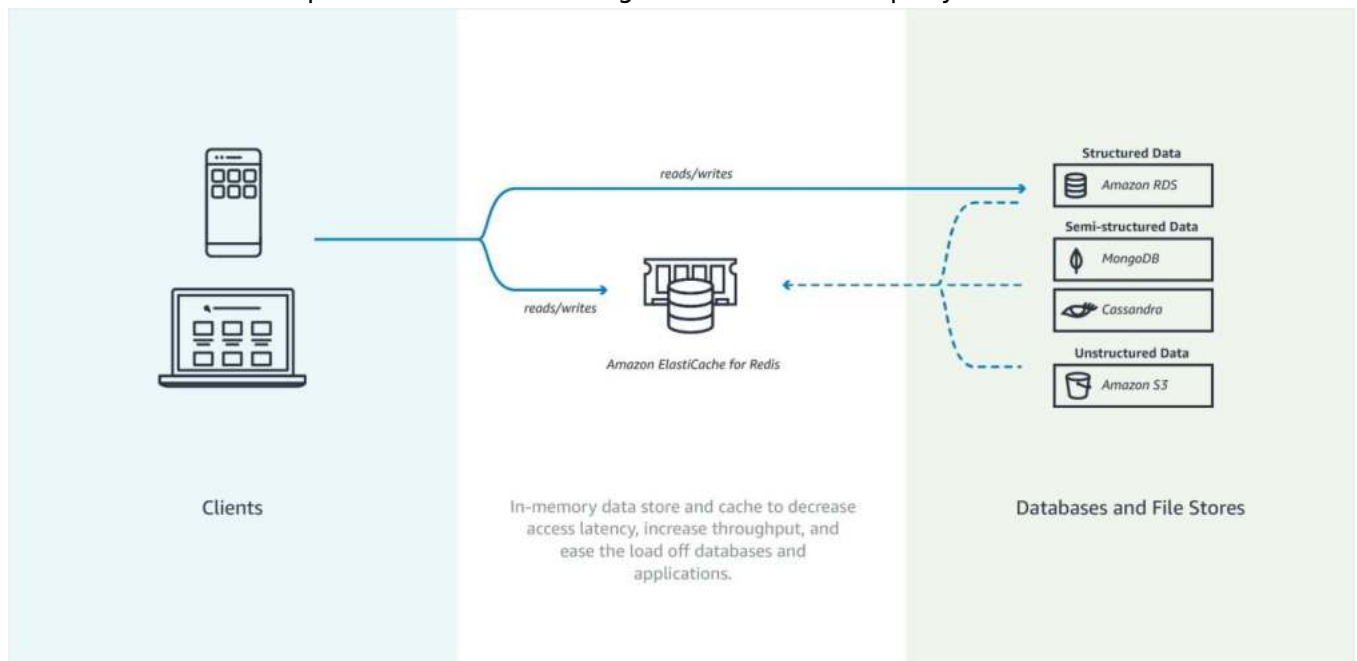 reads/writes
Structured Data
Amazon RDS
Semi-structured Data
MongoDB
reads/writes
Cassandra
Amazon ElastiCache for Redis
Unstructured Data
Amazon S3
Clients
In-memory data store and cache to decrease
access latency, increase throughput, and
ease the load off databases and
applications.
Databases and File Stores